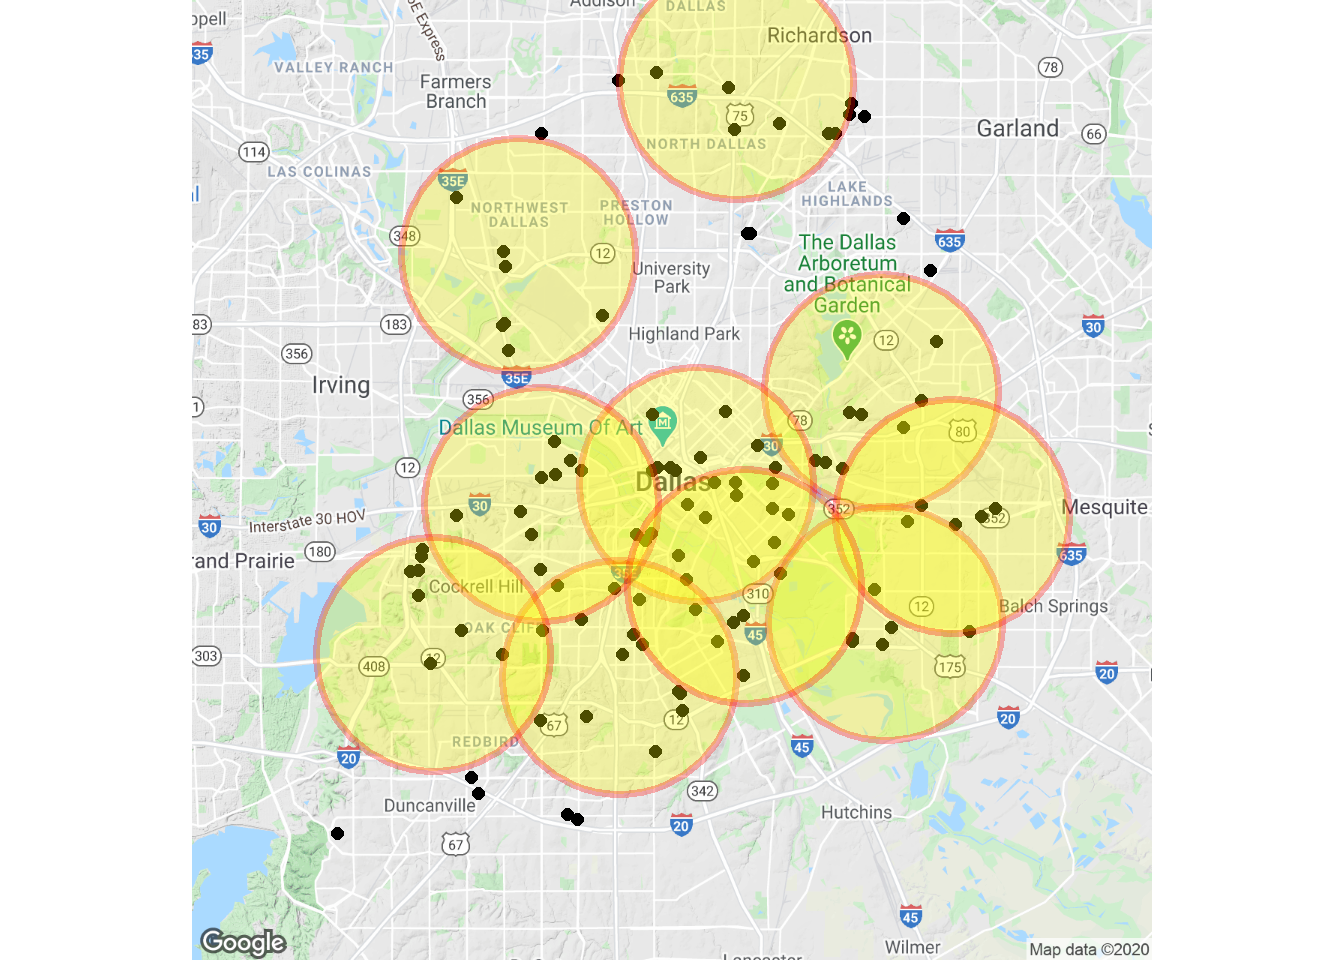 ppell
Addison
DALLAS
Richardson
35
VALLEY RANCH
DE Express
Farmers
Branch
635
78
75
Garland
66
114
NORTH DALLAS
LAS COLINAS
35E
LAKE
HIGHLANDS
NORTHWEST
DALLAS
PRESTON
HOLLOW
348
12
635
The Dallas
Arboretum
and Botanical
Garden
University
Park
83
183
30
Highland Park
12
356
35E
Irving
356
1
78
Dallas Museum Of Art
30
80
12
Dallas
30
352
352
Mesquite
30
Interstate 30 HOV
rand Prairie
180
635
35E
Cockrell Hill
310
12
Balch Springs
OAK CLIFF
45
303
408
12
175
20
67
12
20
REDBIRD
45
20
342
Duncanville
Hutchins
20
67
45
Google
Wilmer
Map data ©2020
Lancaster